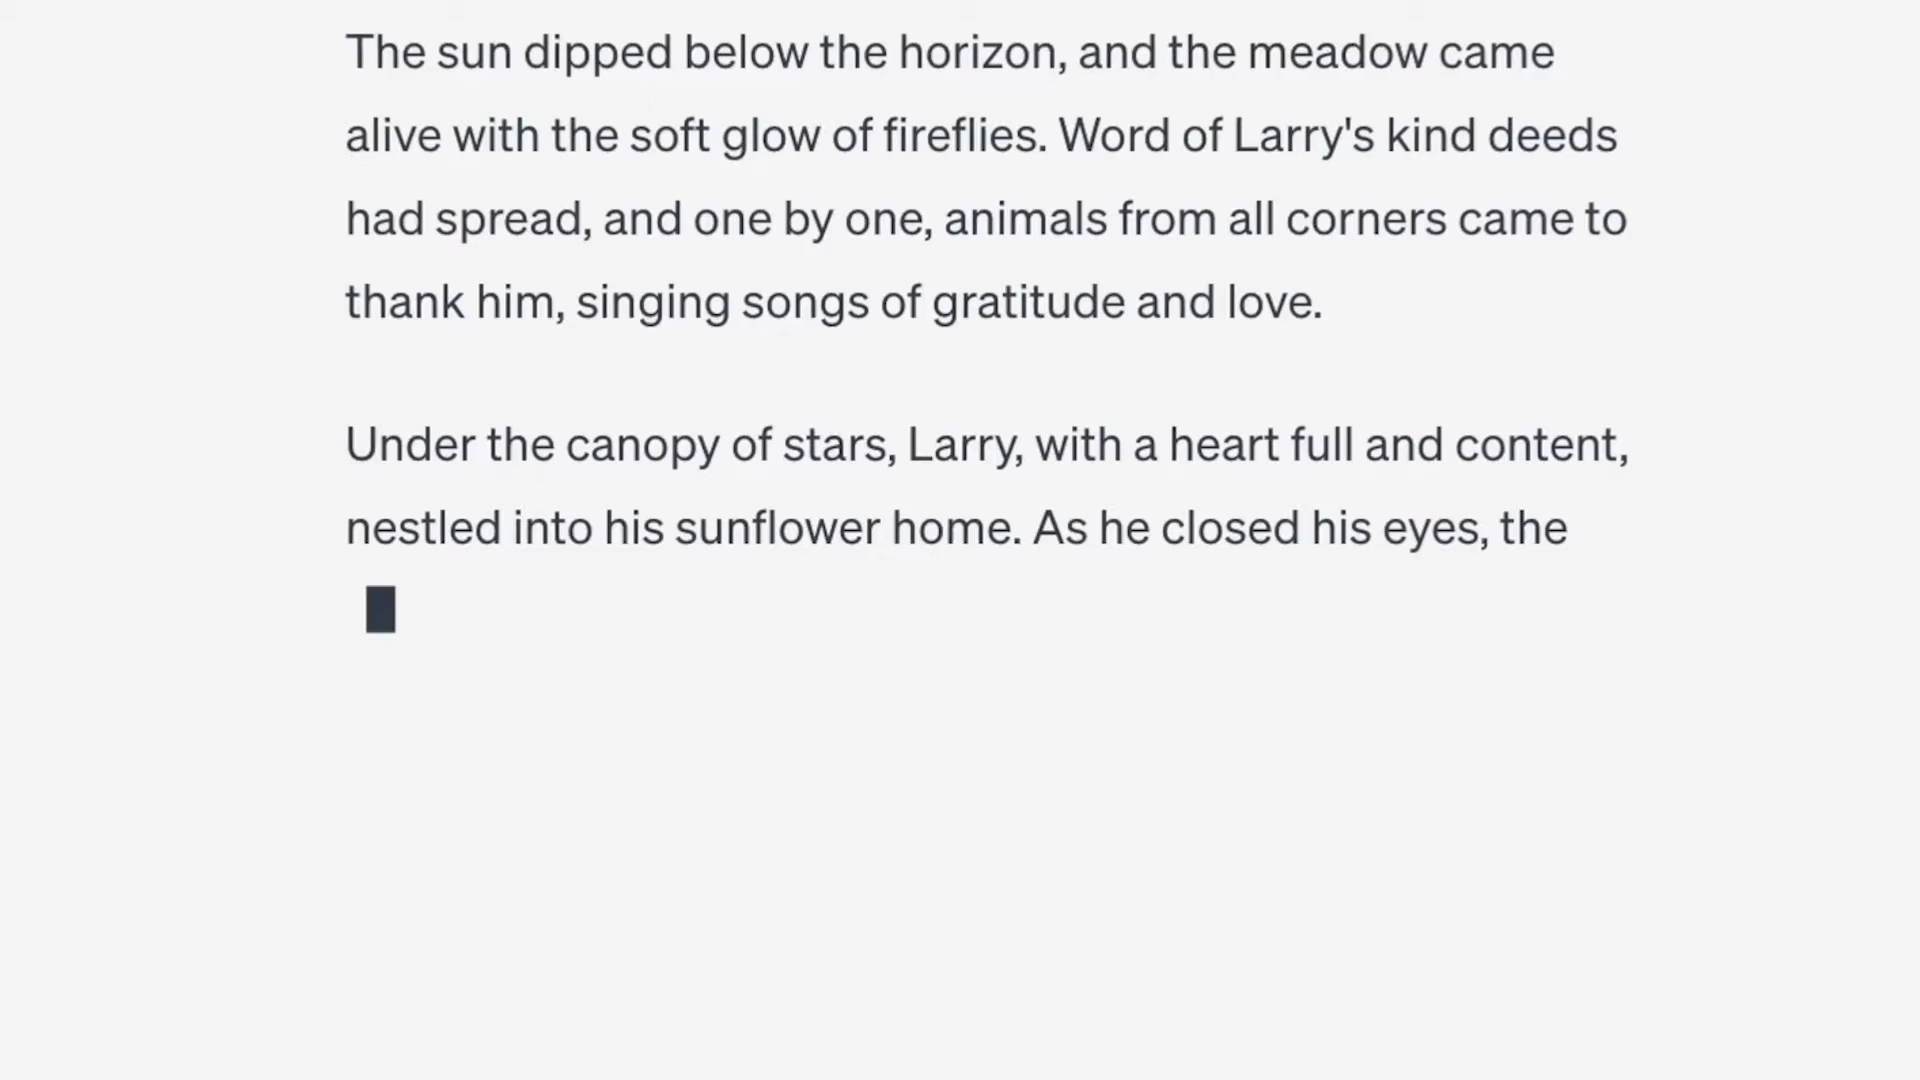 The sun dipped below the horizon, and the meadow came
alive with the soft glow of fireflies. Word of Larry's kind deeds
had spread, and one by one, animals from all corners came to
thank him, singing songs of gratitude and love.
Under the canopy of stars, Larry, with a heart full and content,
nestled into his sunflower home. As he closed his eyes, the